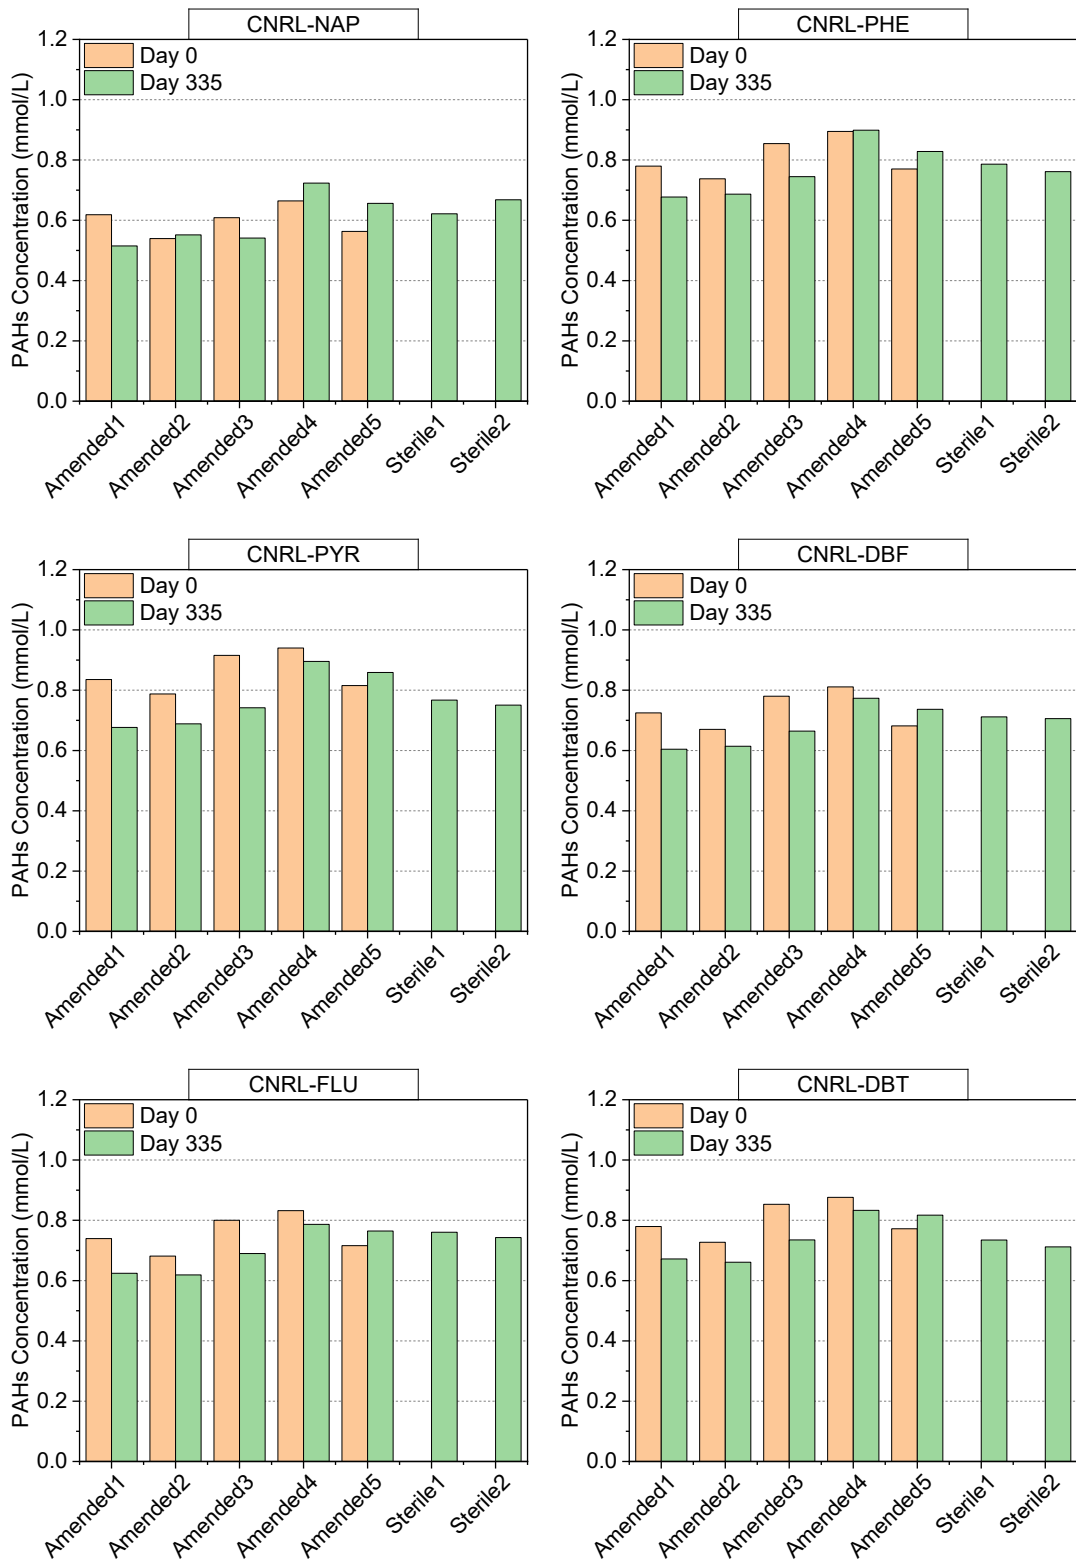 CNRL-NAP
1.2
1.0
0.8
0.6
0.4
0.2
0.0
PAHs Concentration (mmol/L)
Day 0
Day 335
Amended1
Amended2
Amended3
Amended4
Amended5
Sterile1
Sterile2
CNRL-PHE
1.2
1.0
0.8
0.6
0.4
0.2
0.0
PAHs Concentration (mmol/L)
Day 0
Day 335
Amended1
Amended2
Amended3
Amended4
Amended5
Sterile1
Sterile2
CNRL-PYR
1.2
1.0
0.8
0.6
0.4
0.2
0.0
PAHs Concentration (mmol/L)
Day 0
Day 335
Amended1
Amended2
Amended3
Amended4
Amended5
Sterile1
Sterile2
CNRL-DBF
1.2
1.0
0.8
0.6
0.4
0.2
0.0
PAHs Concentration (mmol/L)
Day 0
Day 335
Amended1
Amended2
Amended3
Amended4
Amended5
Sterile1
Sterile2
CNRL-FLU
1.2
1.0
0.8
0.6
0.4
0.2
0.0
PAHs Concentration (mmol/L)
Day 0
Day 335
Amended1
Amended2
Amended3
Amended4
Amended5
Sterile1
Sterile2
CNRL-DBT
1.2
1.0
0.8
0.6
0.4
0.2
0.0
PAHs Concentration (mmol/L)
Day 0
Day 335
Amended1
Amended2
Amended3
Amended4
Amended5
Sterile1
Sterile2